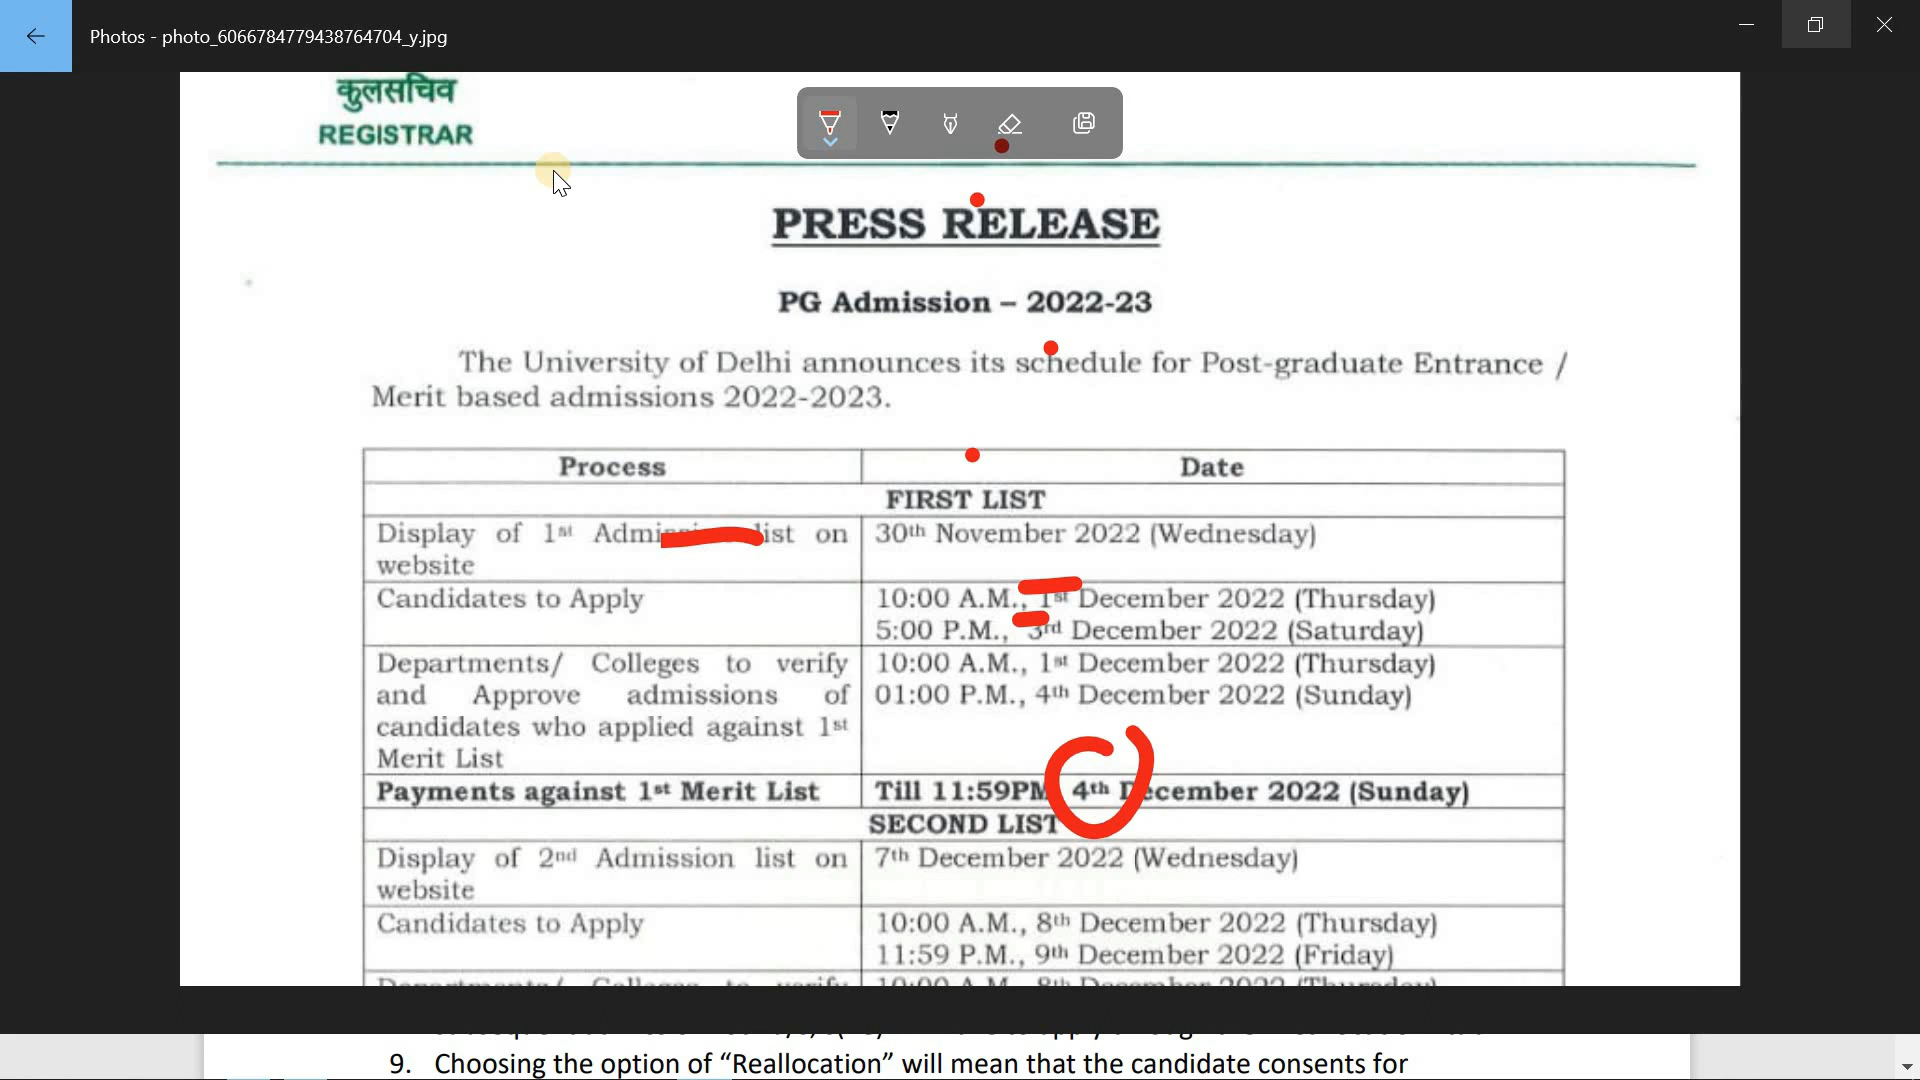 Photos - photo_6066784779438764704_y.jpg
कुलसचिव
REGISTRAR
PRESS RELEASE
PG Admission – 2022-23
The University of Delhi announces its schedule for Post-graduate Entrance /
Merit based admissions 2022-2023.
Process Date
FIRST LIST
Display of 1st list on 30th November 2022 (Wednesday)
website
Candidates to Apply 10:00 A.M., 1st December 2022 (Thursday)
5:00 P.M., 3rd December 2022 (Saturday)
Departments/ Colleges to verify 10:00 A.M., 1st December 2022 (Thursday)
and Approve admissions of 01:00 P.M., 4th December 2022 (Sunday)
candidates who applied against 1st
Merit List
Payments against 1st Merit List Till 11:59PM 4th December 2022 (Sunday)
SECOND LIST
Display of 2nd Admission list on 7th December 2022 (Wednesday)
website
Candidates to Apply 10:00 A.M., 8th December 2022 (Thursday)
11:59 P.M., 9th December 2022 (Friday)
9. Choosing the option of “Reallocation” will mean that the candidate consents for